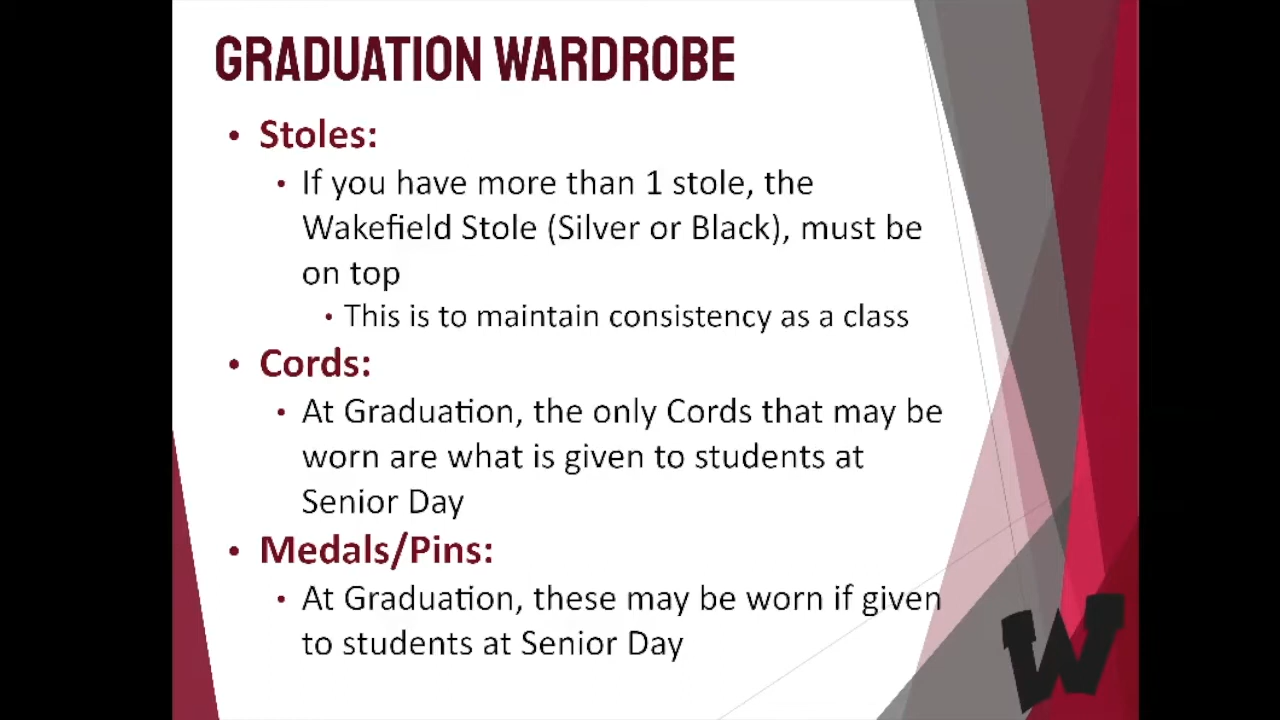 GRADUATION WARDROBE
• Stoles:
• If you have more than 1 stole, the
Wakefield Stole (Silver or Black), must be
on top
• This is to maintain consistency as a class
• Cords:
• At Graduation, the only Cords that may be
worn are what is given to students at
Senior Day
• Medals/Pins:
• At Graduation, these may be worn if given
to students at Senior Day
W